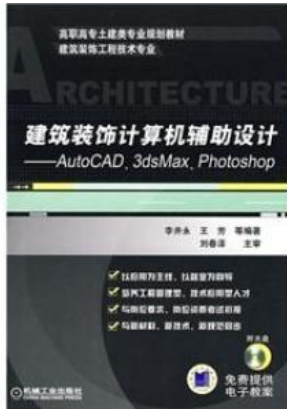 高职高专土建类专业规划教材
建筑装饰工程技术专业
ARCHITECTURE
建筑装饰计算机辅助设计
——AutoCAD、3dsMax、Photoshop
李井永 王芳 等编著
刘春泽 主审
以应用为主线，以就业为导向
培养工程管理型、技术应用型人才
与岗位要求、岗位资格考试衔接
与新材料、新技术、新规范同步
附光盘
机械工业出版社
免费提供
电子教案